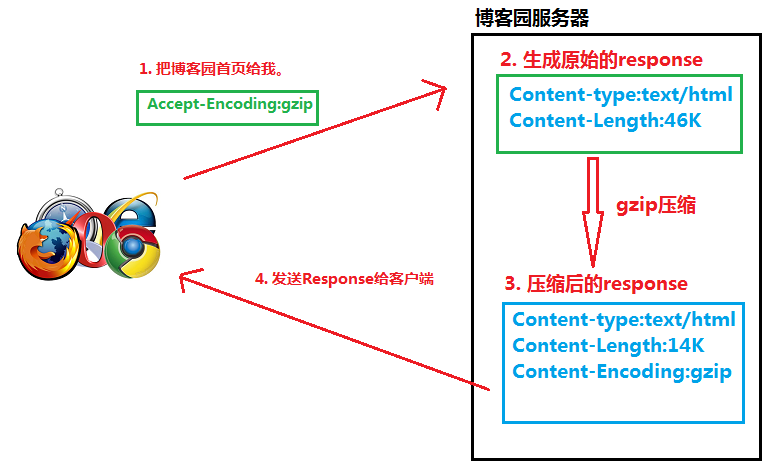 博客园服务器
1. 把博客园首页给我。
Accept-Encoding:gzip
2. 生成原始的response
Content-type:text/html
Content-Length:46K
gzip压缩
3. 压缩后的response
Content-type:text/html
Content-Length:14K
Content-Encoding:gzip
4. 发送Response给客户端